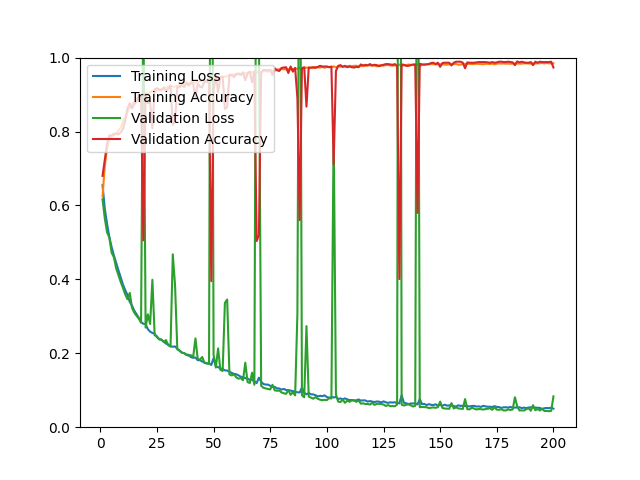 Training Loss
Training Accuracy
Validation Loss
Validation Accuracy
1.0
0.8
0.6
0.4
0.2
0.0
0 25 50 75 100 125 150 175 200